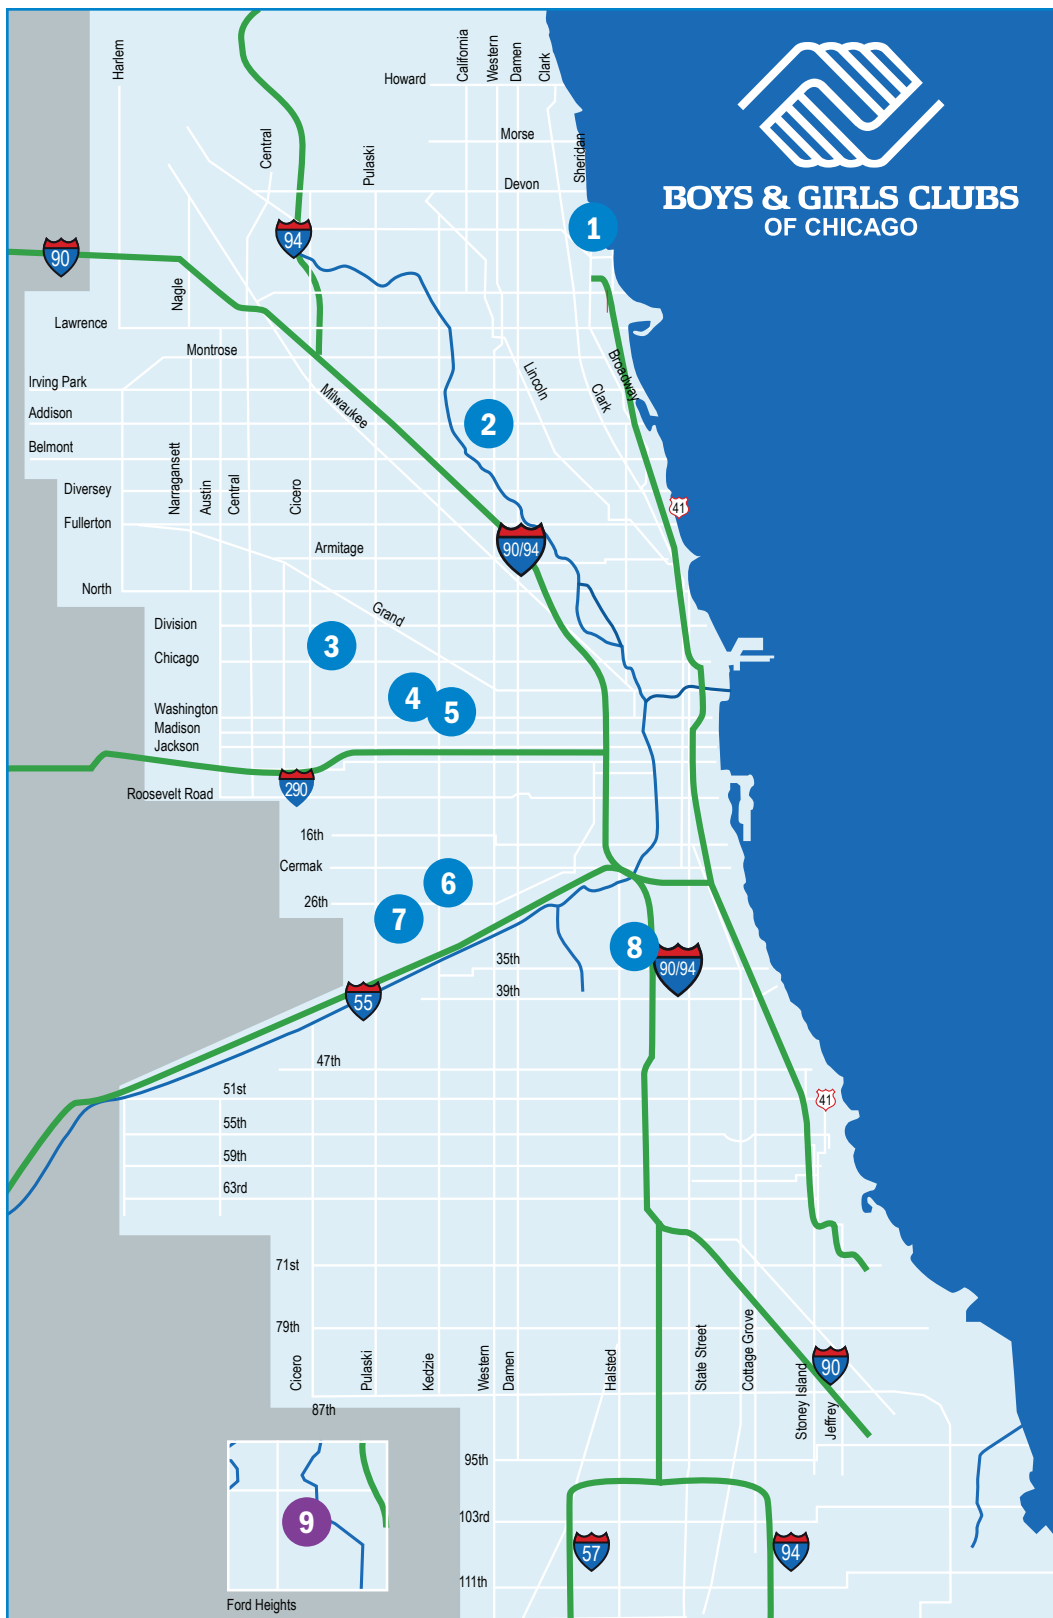 Harlem
Central
Pulaski
Howard
California
Western
Damen
Clark
Morse
Devon
Sheridan
BOYS & GIRLS CLUBS
OF CHICAGO
1
94
90
Nagle
Lawrence
Montrose
Irving Park
Addison
Belmont
Milwaukee
Lincoln
Clark
Broadway
2
Diversey
Fullerton
Narragansett
Austin
Central
Cicero
41
Armitage
90/94
North
Grand
Division
3
Chicago
4
5
Washington
Madison
Jackson
290
Roosevelt Road
16th
Cermak
6
26th
7
8
35th
90/94
39th
55
47th
51st
41
55th
59th
63rd
71st
79th
Cicero
Pulaski
Kedzie
Western
Damen
Halsted
State Street
Cottage Grove
Stoney Island
Jeffrey
90
87th
95th
103rd
9
57
94
111th
Ford Heights